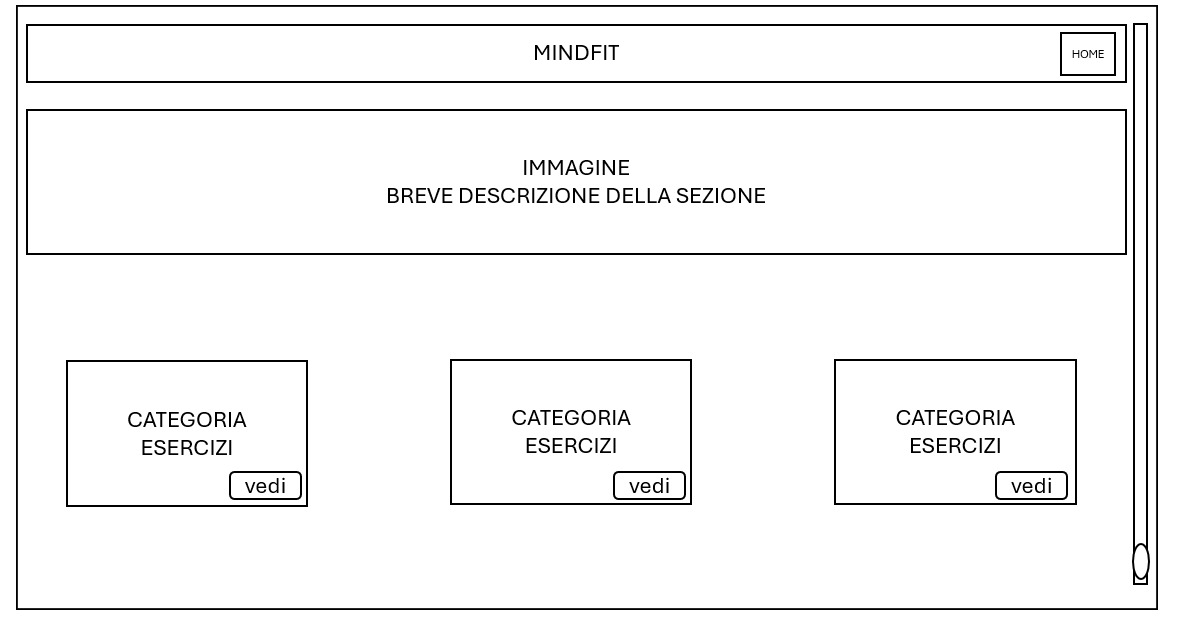 MINDFIT
HOME
IMMAGINE
BREVE DESCRIZIONE DELLA SEZIONE
CATEGORIA
ESERCIZI
vedi
CATEGORIA
ESERCIZI
vedi
CATEGORIA
ESERCIZI
vedi